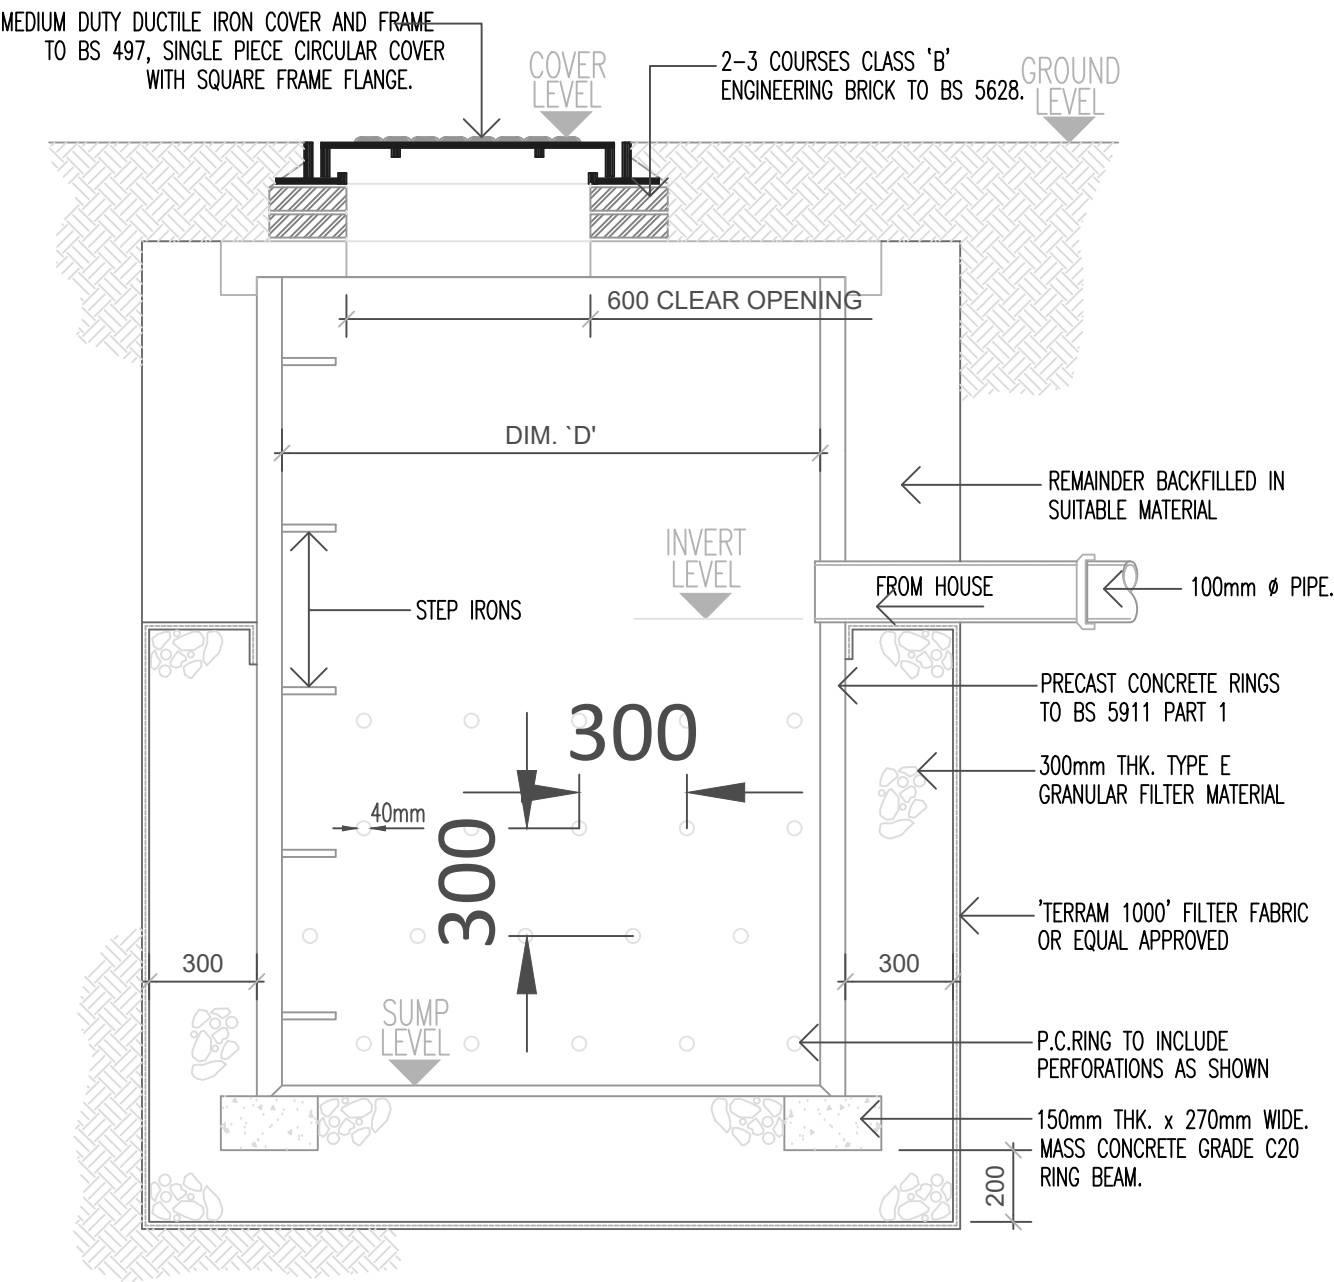 MEDIUM DUTY DUCTILE IRON COVER AND FRAME
TO BS 497, SINGLE PIECE CIRCULAR COVER
WITH SQUARE FRAME FLANGE.
COVER
LEVEL
2-3 COURSES CLASS 'B'
ENGINEERING BRICK TO BS 5628.
GROUND
LEVEL
600 CLEAR OPENING
DIM. `D'
REMAINDER BACKFILLED IN
SUITABLE MATERIAL
INVERT
LEVEL
FROM HOUSE
100mm ø PIPE.
STEP IRONS
PRECAST CONCRETE RINGS
TO BS 5911 PART 1
300
300mm THK. TYPE E
GRANULAR FILTER MATERIAL
40mm
300
'TERRAM 1000' FILTER FABRIC
OR EQUAL APPROVED
300
300
SUMP
LEVEL
P.C.RING TO INCLUDE
PERFORATIONS AS SHOWN
150mm THK. x 270mm WIDE.
MASS CONCRETE GRADE C20
RING BEAM.
200